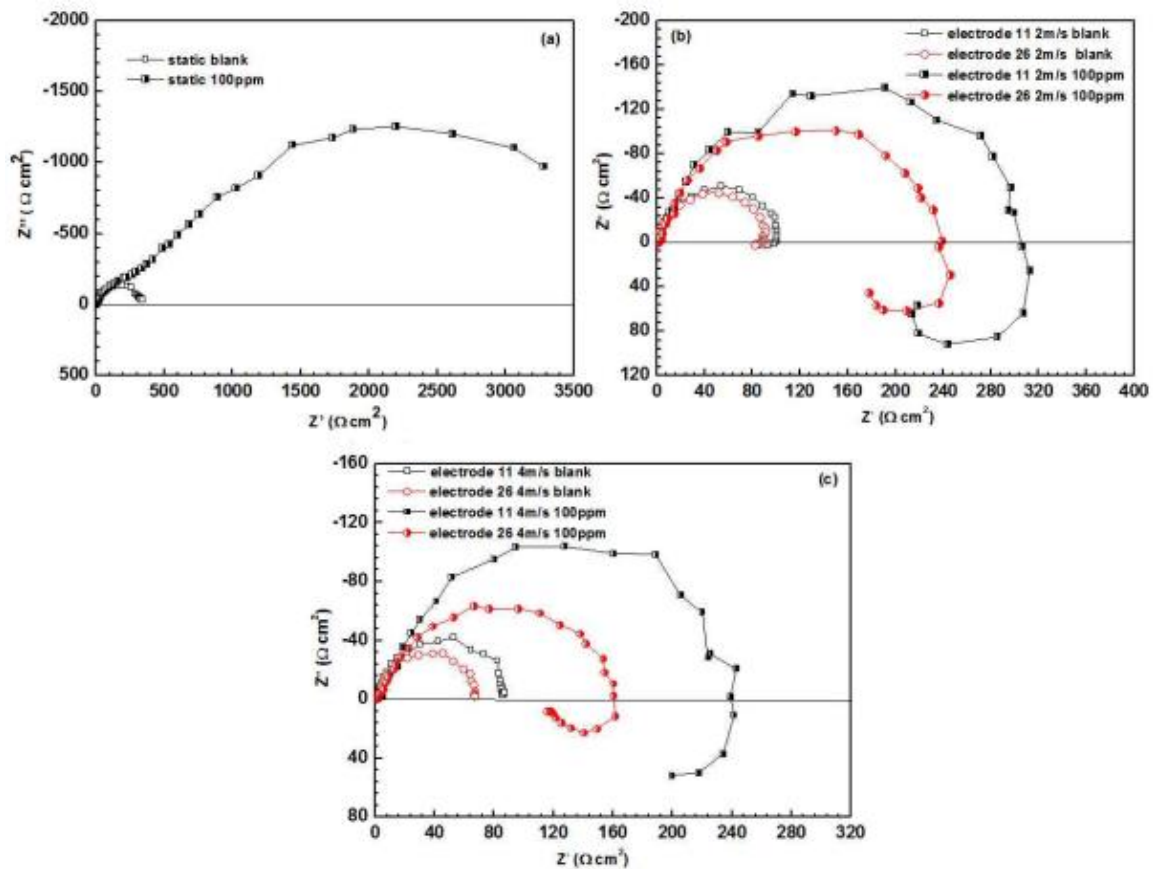 -2000
-1500
-1000
-500
0
500
0 500 1000 1500 2000 2500 3000 3500
Z'' (Ω cm²)
Z' (Ω cm²)
(a)
static blank
static 100ppm
-200
-160
-120
-80
-40
0
40
80
120
0 40 80 120 160 200 240 280 320 360 400
Z'' (Ω cm²)
Z' (Ω cm²)
(b)
electrode 11 2m/s blank
electrode 26 2m/s blank
electrode 11 2m/s 100ppm
electrode 26 2m/s 100ppm
-160
-120
-80
-40
0
40
80
0 40 80 120 160 200 240 280 320
Z'' (Ω cm²)
Z' (Ω cm²)
(c)
electrode 11 4m/s blank
electrode 26 4m/s blank
electrode 11 4m/s 100ppm
electrode 26 4m/s 100ppm